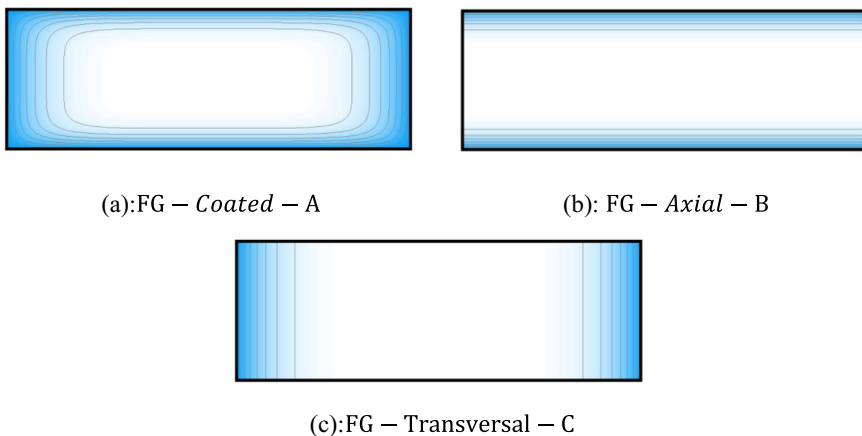 (a):FG − Coated − A
(b): FG − Axial − B
(c):FG − Transversal − C